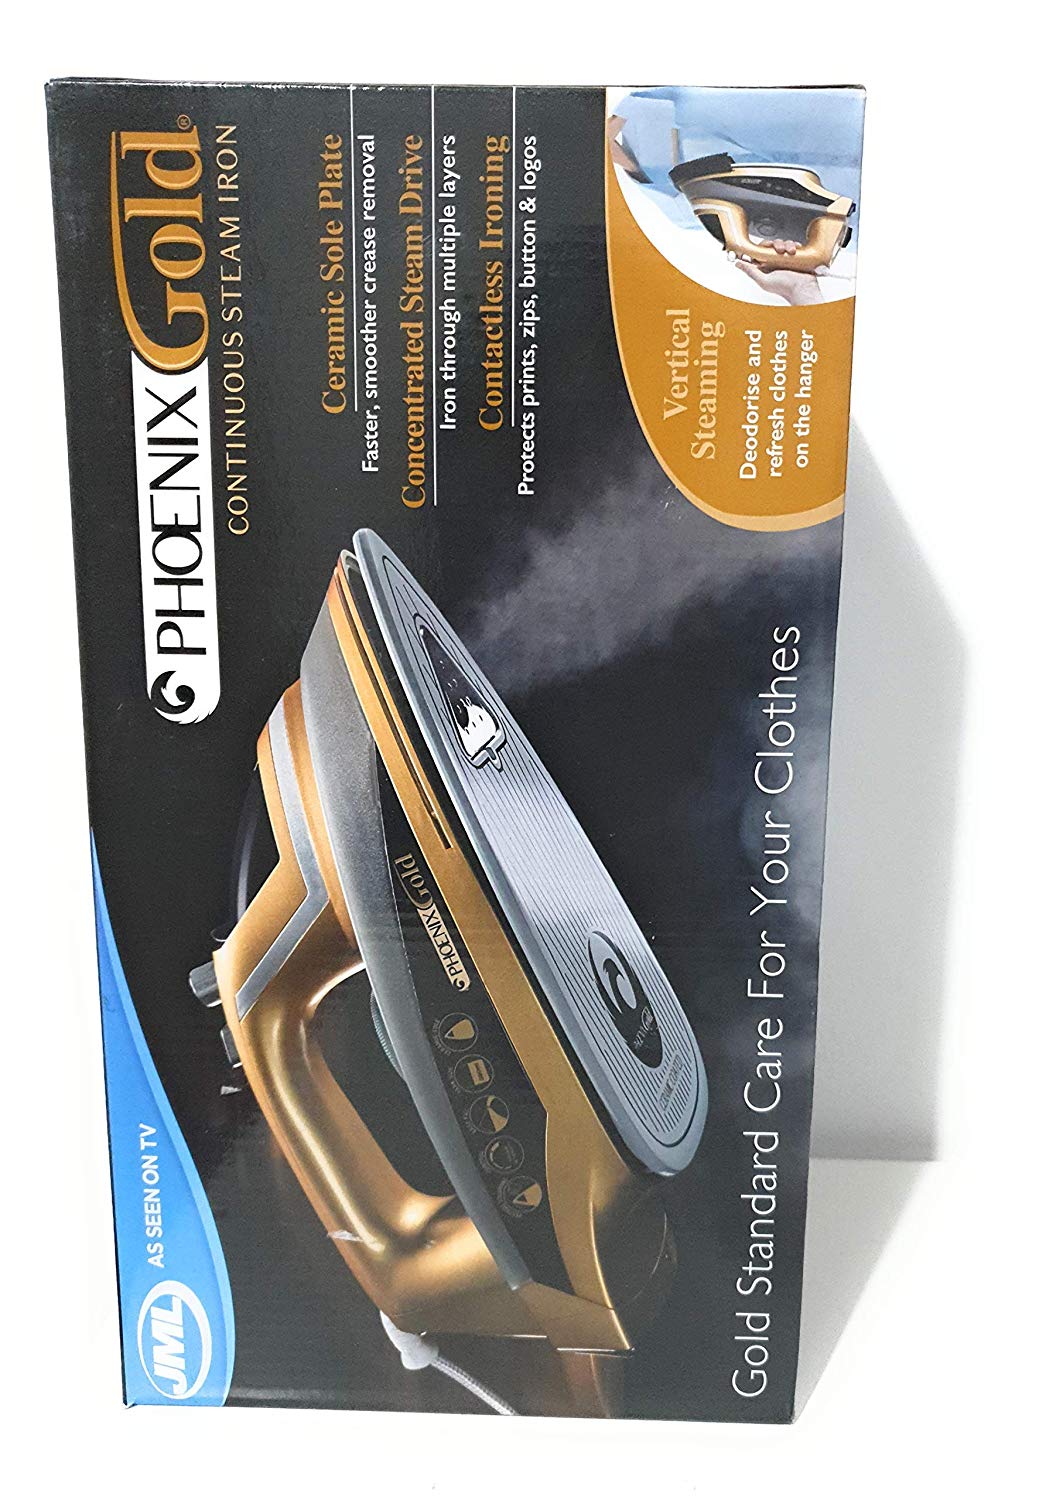 JML
AS SEEN ON TV
PHOENIX Gold®
CONTINUOUS STEAM IRON
Ceramic Sole Plate
Faster, smoother crease removal
Concentrated Steam Drive
Iron through multiple layers
Contactless Ironing
Protects prints, zips, button & logos
Vertical
Steaming
Deodorise and
refresh clothes
on the hanger
PHOENIX Gold
Gold Standard Care For Your Clothes